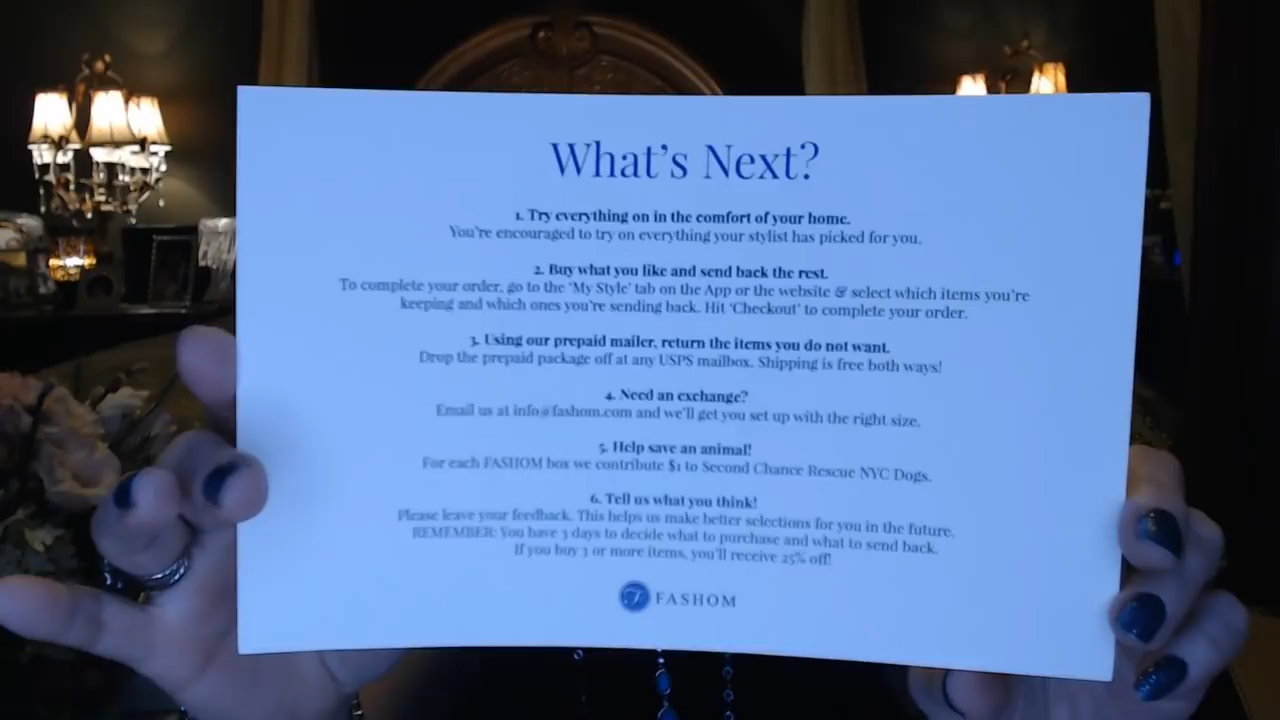 What's Next?
1. Try everything on in the comfort of your home.
You're encouraged to try on everything your stylist has picked for you.
2. Buy what you like and send back the rest.
To complete your order, go to the 'My Style' tab on the App or the website & select which items you're
keeping and which ones you're sending back. Hit 'Checkout' to complete your order.
3. Using our prepaid mailer, return the items you do not want.
Drop the prepaid package off at any USPS mailbox. Shipping is free both ways!
4. Need an exchange?
Email us at info@fashom.com and we'll get you set up with the right size.
5. Help save an animal!
For each FASHOM box we contribute $1 to Second Chance Rescue NYC Dogs.
6. Tell us what you think!
Please leave your feedback. This helps us make better selections for you in the future.
REMEMBER: You have 3 days to decide what to purchase and what to send back.
If you buy 3 or more items, you'll receive 25% off!
FASHOM